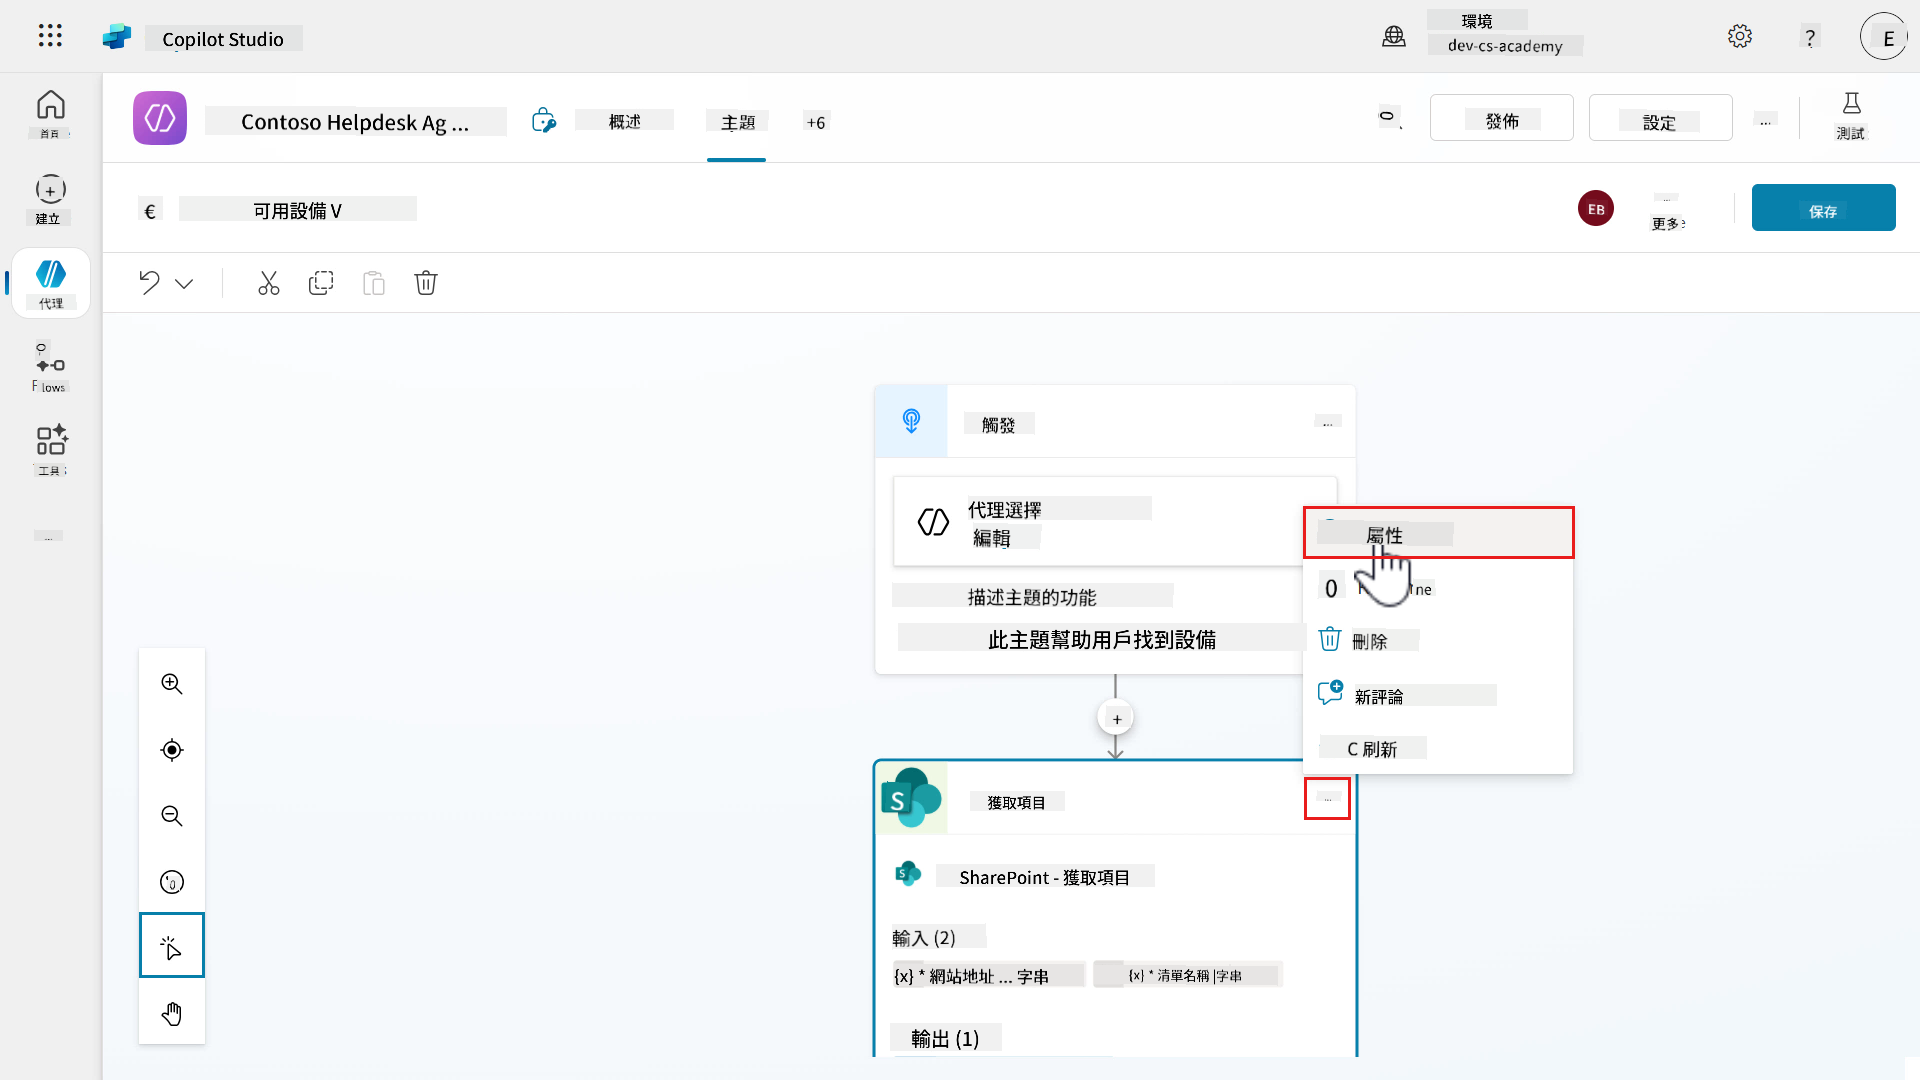 Copilot Studio
環境
dev-cs-academy
?
E
首頁
建立
代理
Flows
工具
...
Contoso Helpdesk Ag ...
概述
主題
+6
發佈
設定
...
測試
€
可用設備 V
EB
更多
保存
觸發
...
代理選擇
編輯
描述主題的功能
此主題幫助用戶找到設備
屬性
刪除
新評論
C 刷新
+
獲取項目
...
SharePoint - 獲取項目
輸入 (2)
{x} * 網站地址 ... 字串
{x} * 清單名稱 |字串
輸出 (1)